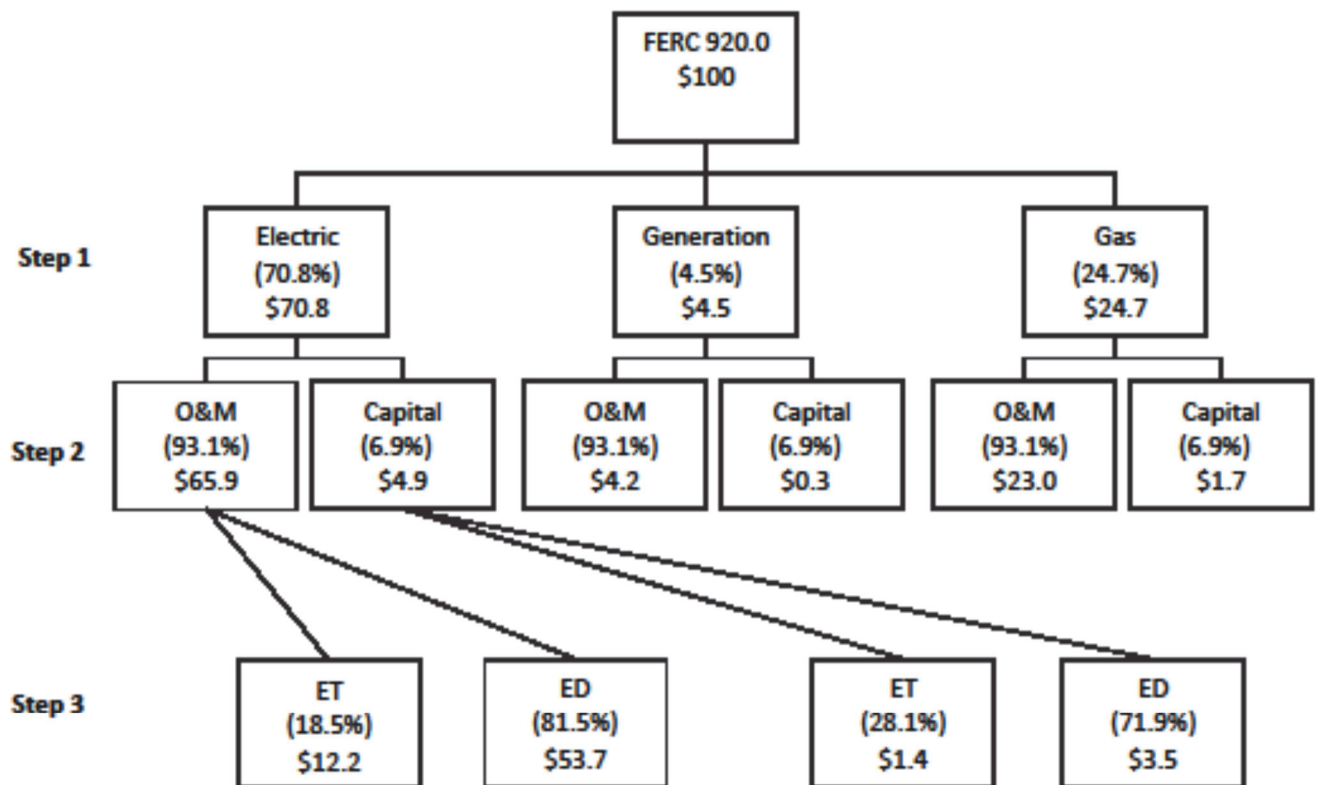 FERC 920.0
$100
Step 1
Electric
(70.8%)
$70.8
Generation
(4.5%)
$4.5
Gas
(24.7%)
$24.7
Step 2
O&M
(93.1%)
$65.9
Capital
(6.9%)
$4.9
O&M
(93.1%)
$4.2
Capital
(6.9%)
$0.3
O&M
(93.1%)
$23.0
Capital
(6.9%)
$1.7
Step 3
ET
(18.5%)
$12.2
ED
(81.5%)
$53.7
ET
(28.1%)
$1.4
ED
(71.9%)
$3.5